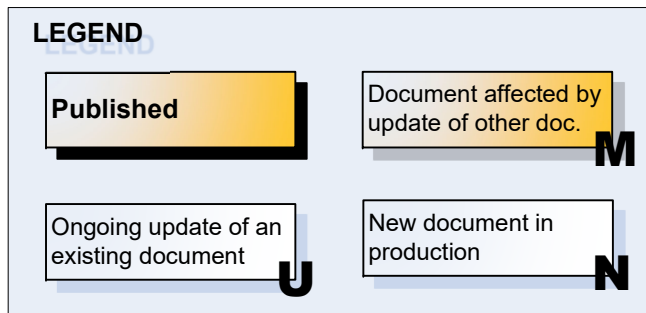 LEGEND
Published
Document affected by
update of other doc.
M
Ongoing update of an
existing document
U
New document in
production
N